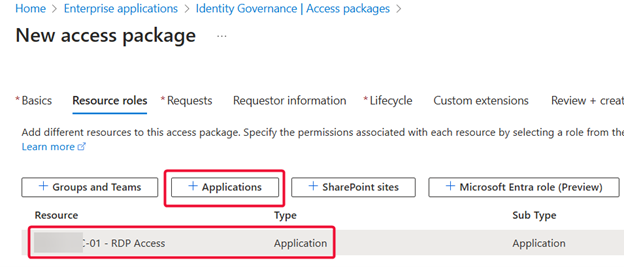 Home > Enterprise applications > Identity Governance | Access packages >
New access package ...
*Basics Resource roles *Requests Requestor information *Lifecycle Custom extensions Review + crea
Add different resources to this access package. Specify the permissions associated with each resource by selecting a role from the
Learn more
+ Groups and Teams + Applications + SharePoint sites + Microsoft Entra role (Preview)
Resource Type Sub Type
-01 - RDP Access Application Application